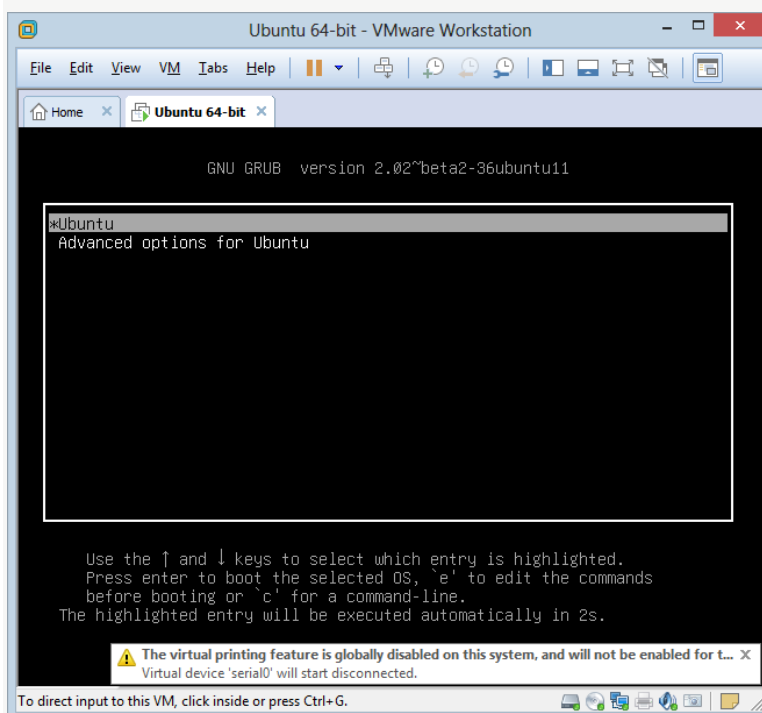 Ubuntu 64-bit - VMware Workstation
File Edit View VM Tabs Help
Home Ubuntu 64-bit
GNU GRUB version 2.02~beta2-36ubuntu11
*Ubuntu
Advanced options for Ubuntu
Use the ↑ and ↓ keys to select which entry is highlighted.
Press enter to boot the selected OS, `e' to edit the commands
before booting or `c' for a command-line.
The highlighted entry will be executed automatically in 2s.
The virtual printing feature is globally disabled on this system, and will not be enabled for t...
Virtual device 'serial0' will start disconnected.
To direct input to this VM, click inside or press Ctrl+G.